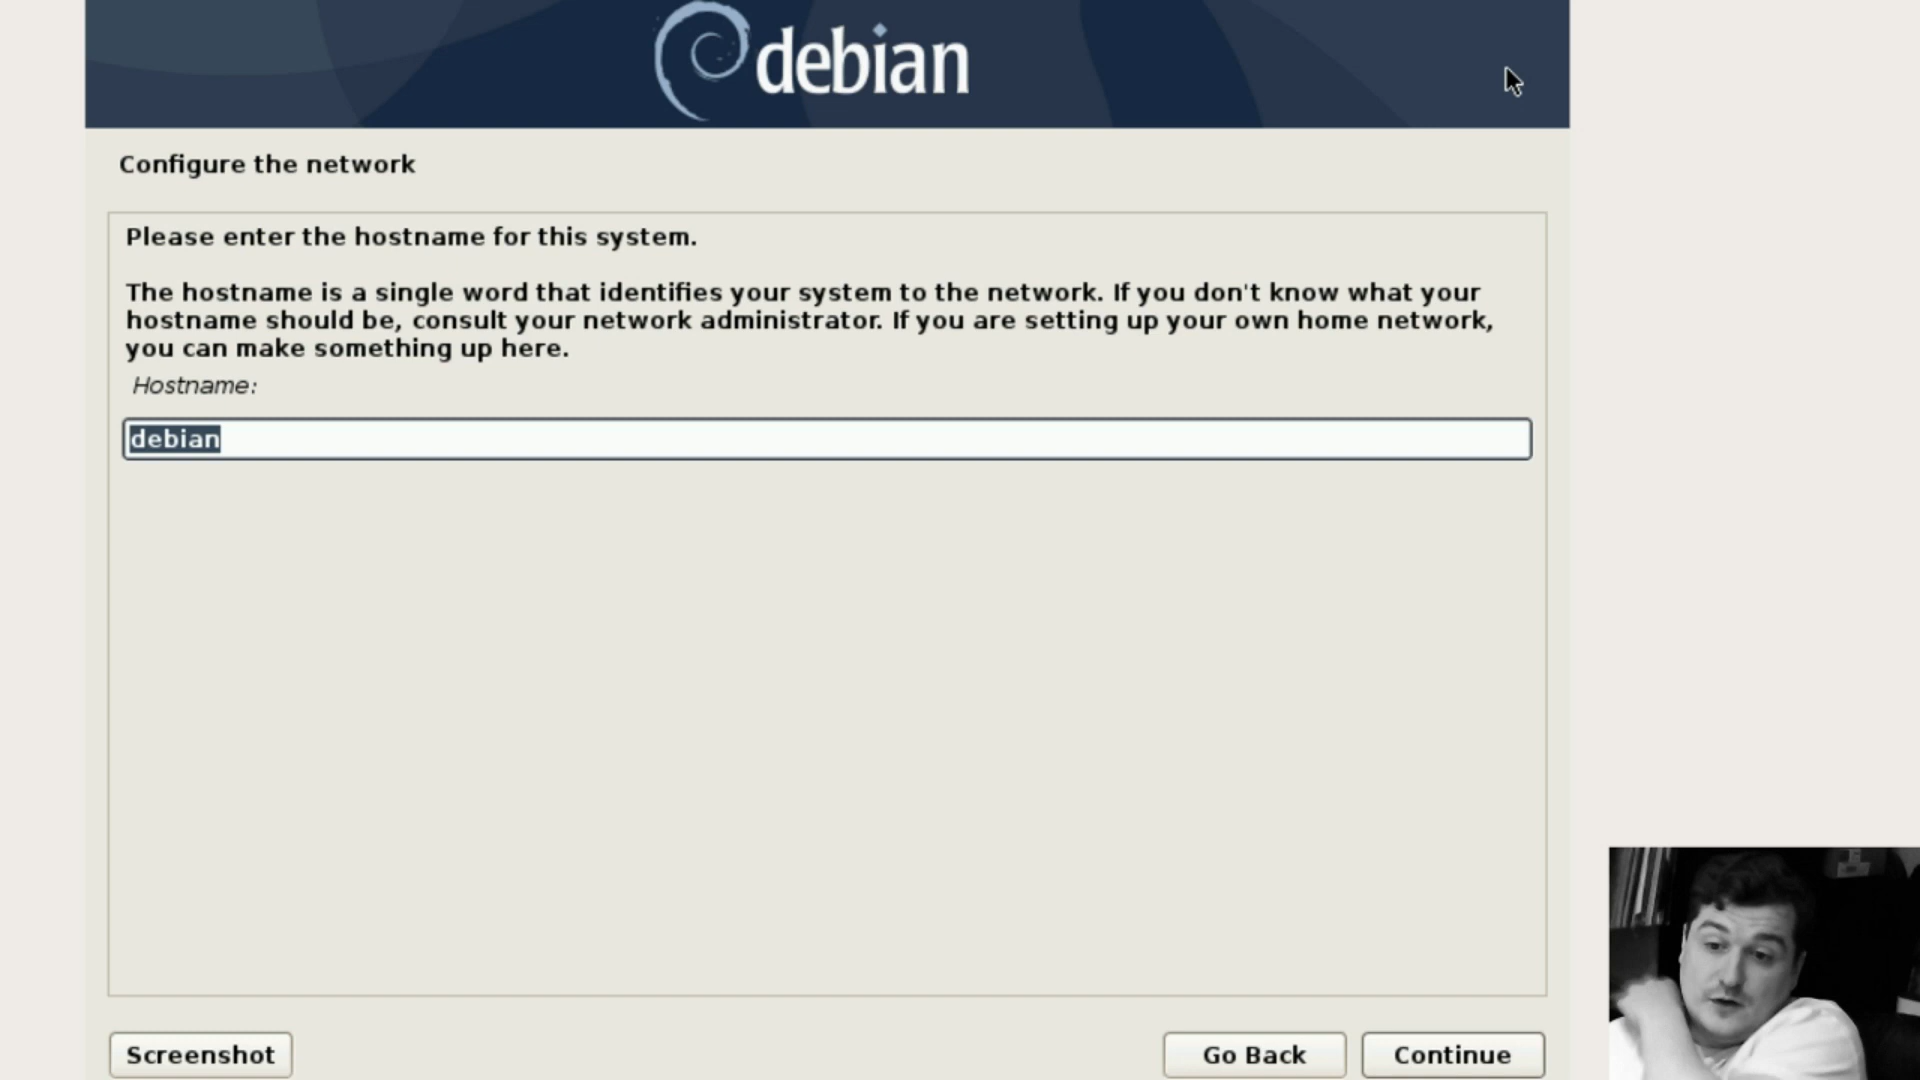 debian
Configure the network
Please enter the hostname for this system.
The hostname is a single word that identifies your system to the network. If you don't know what your
hostname should be, consult your network administrator. If you are setting up your own home network,
you can make something up here.
Hostname:
debian
Screenshot
Go Back
Continue